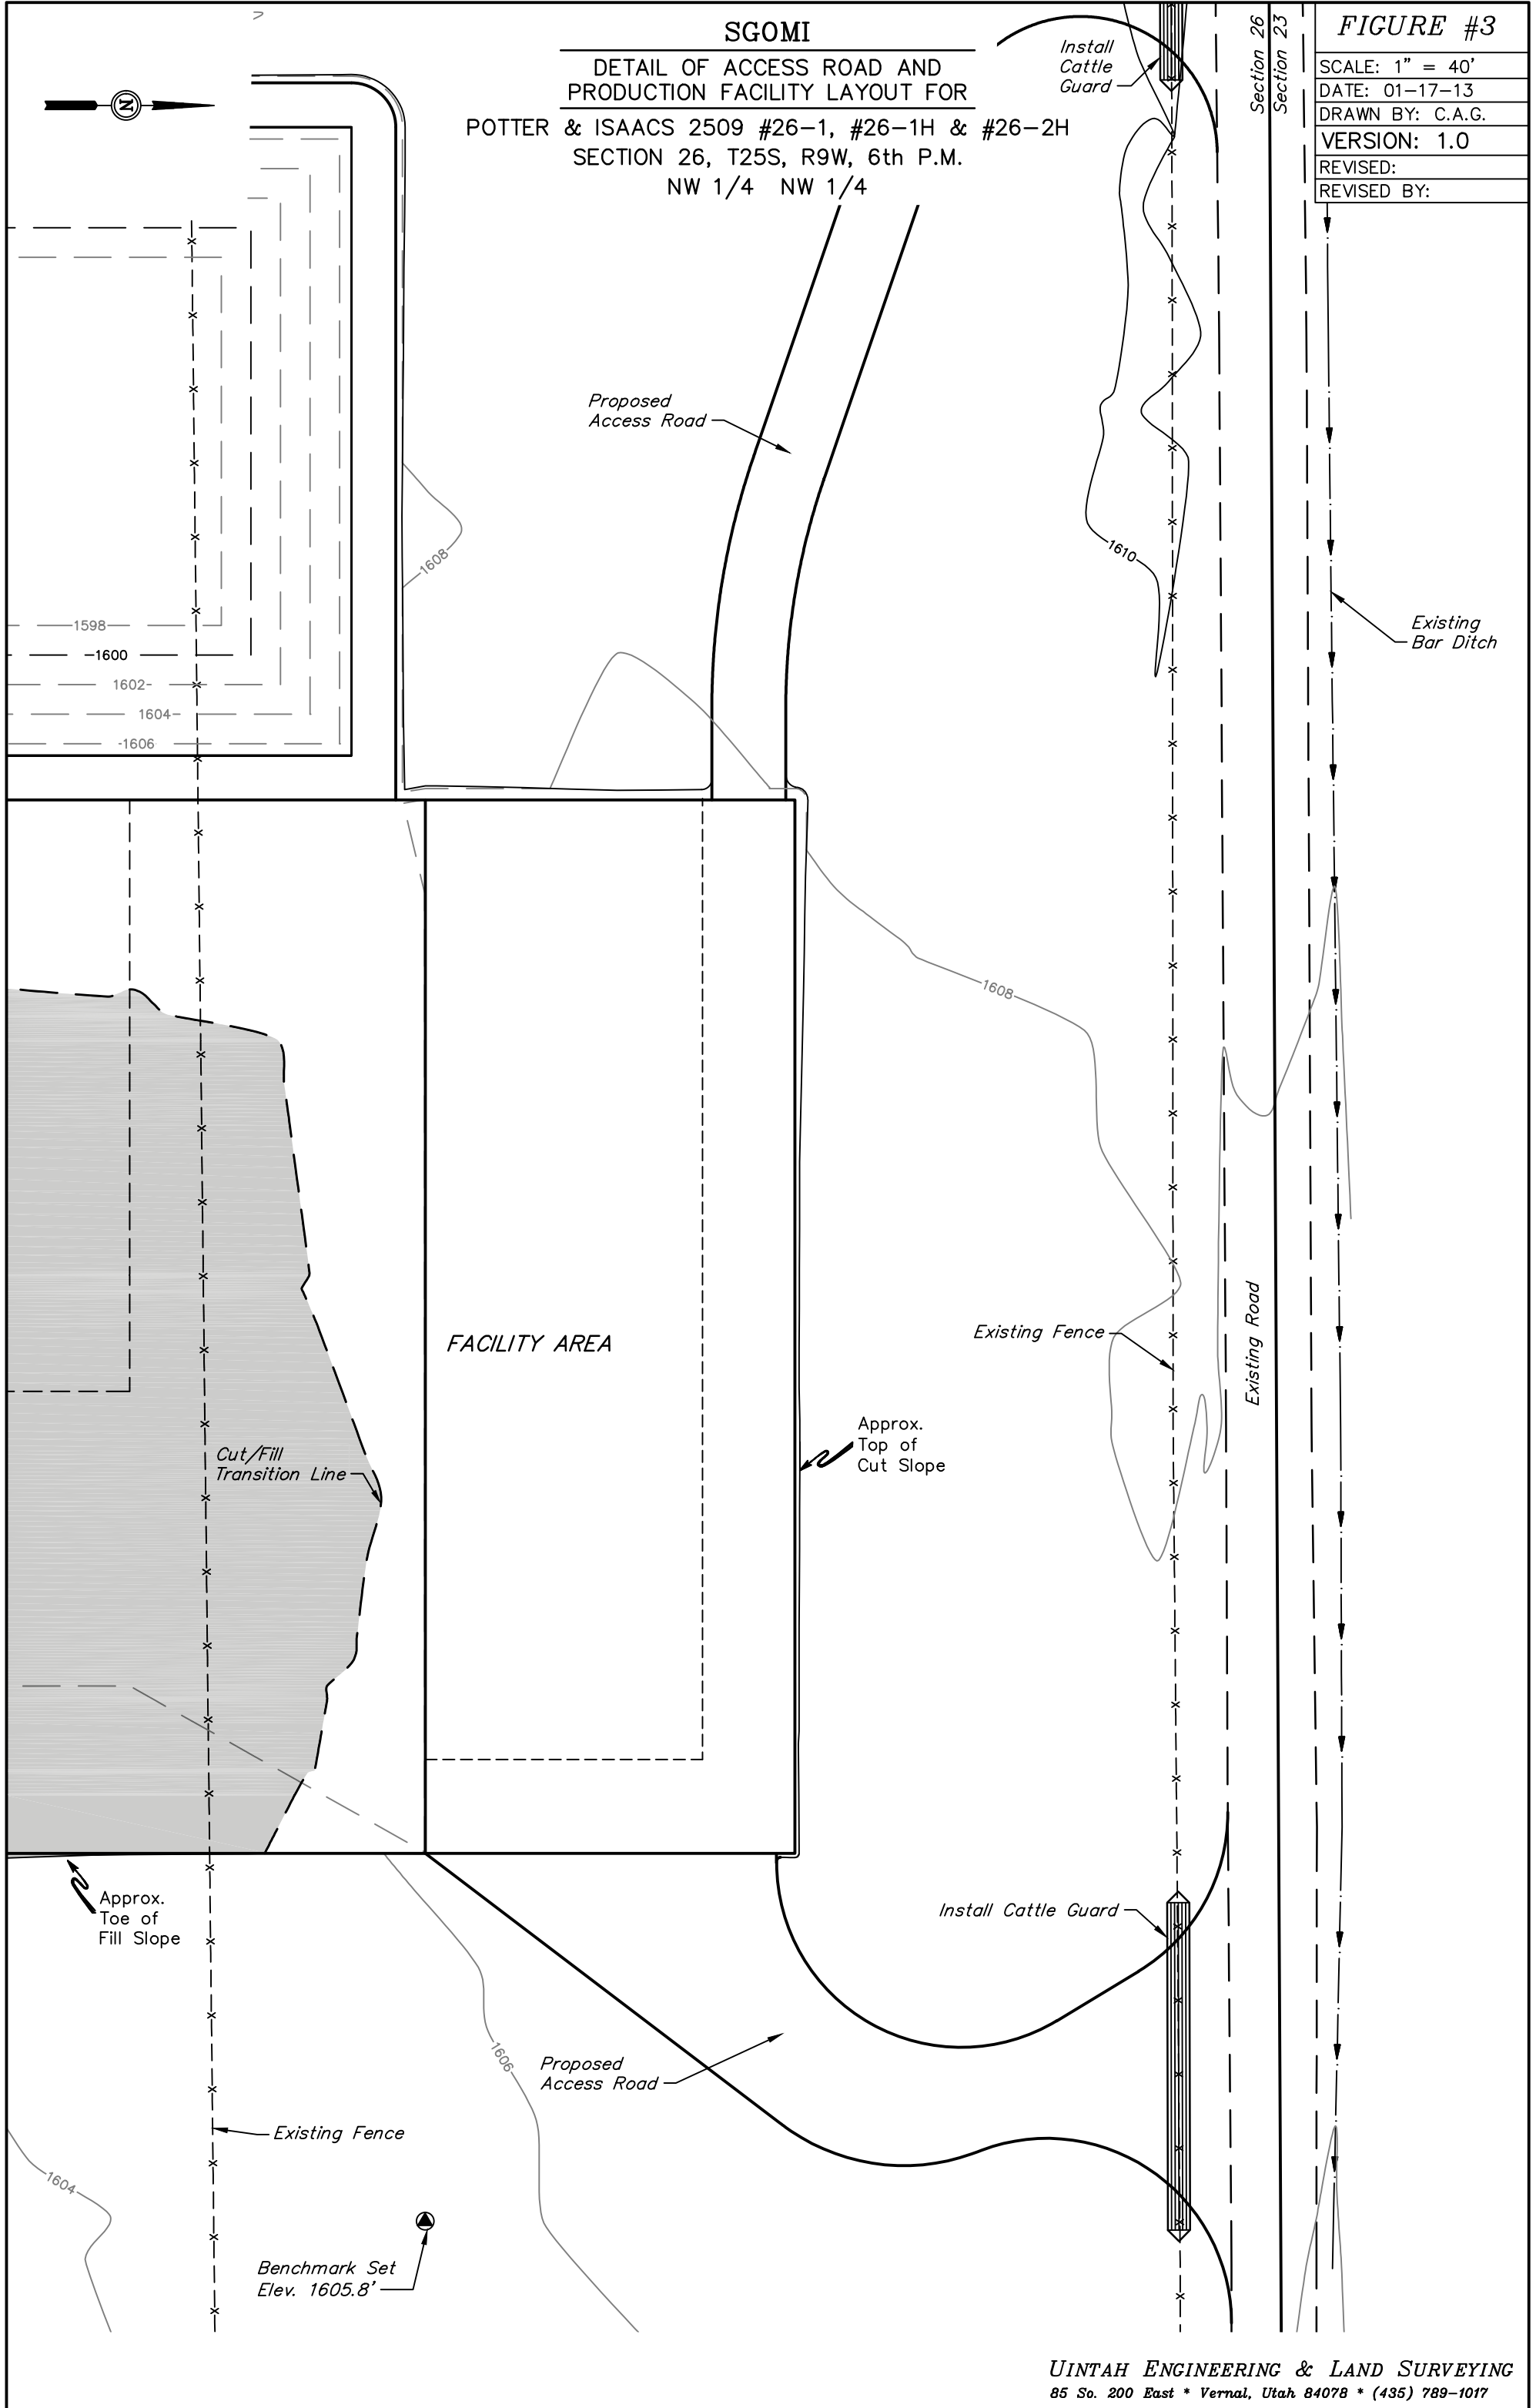 SGOMI
DETAIL OF ACCESS ROAD AND
PRODUCTION FACILITY LAYOUT FOR
POTTER & ISAACS 2509 #26-1, #26-1H & #26-2H
SECTION 26, T25S, R9W, 6th P.M.
NW 1/4 NW 1/4
FIGURE #3
SCALE: 1" = 40'
DATE: 01-17-13
DRAWN BY: C.A.G.
VERSION: 1.0
REVISED:
REVISED BY:
N
Install
Cattle
Guard
Section 26
Section 23
Proposed
Access Road
1608
1610
Existing
Bar Ditch
1598
1600
1602
1604
1606
1608
FACILITY AREA
Existing Fence
Existing Road
Cut/Fill
Transition Line
Approx.
Top of
Cut Slope
Approx.
Toe of
Fill Slope
Install Cattle Guard
1606
Proposed
Access Road
Existing Fence
1604
Benchmark Set
Elev. 1605.8'
UINTAH ENGINEERING & LAND SURVEYING
85 So. 200 East * Vernal, Utah 84078 * (435) 789-1017